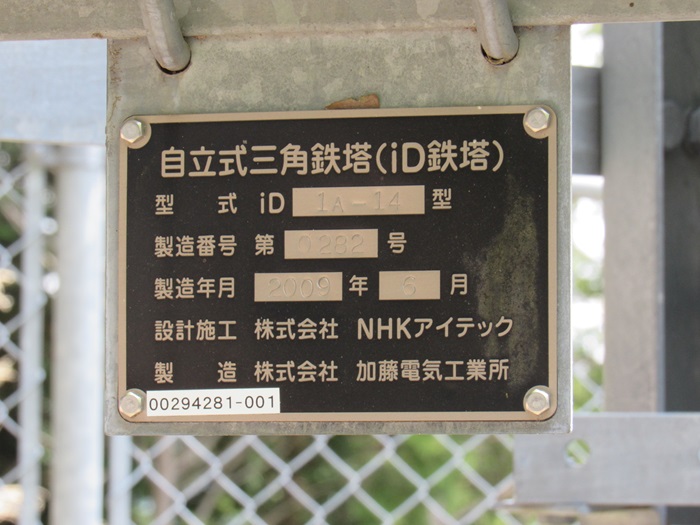 自立式三角鉄塔(iD鉄塔)
型 式 iD 1A-14 型
製造番号 第 0282 号
製造年月 2009 年 6 月
設計施工 株式会社 NHKアイテック
製 造 株式会社 加藤電気工業所
00294281-001